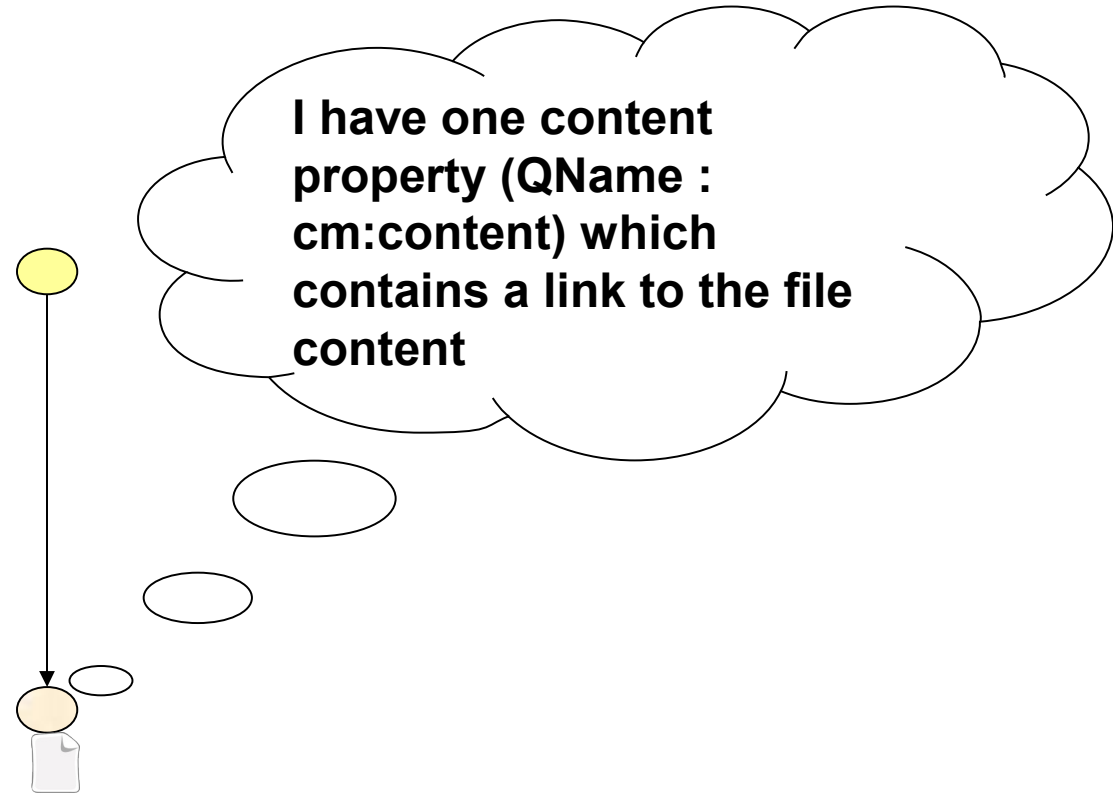 I have one content
property (QName :
cm:content) which
contains a link to the file
content